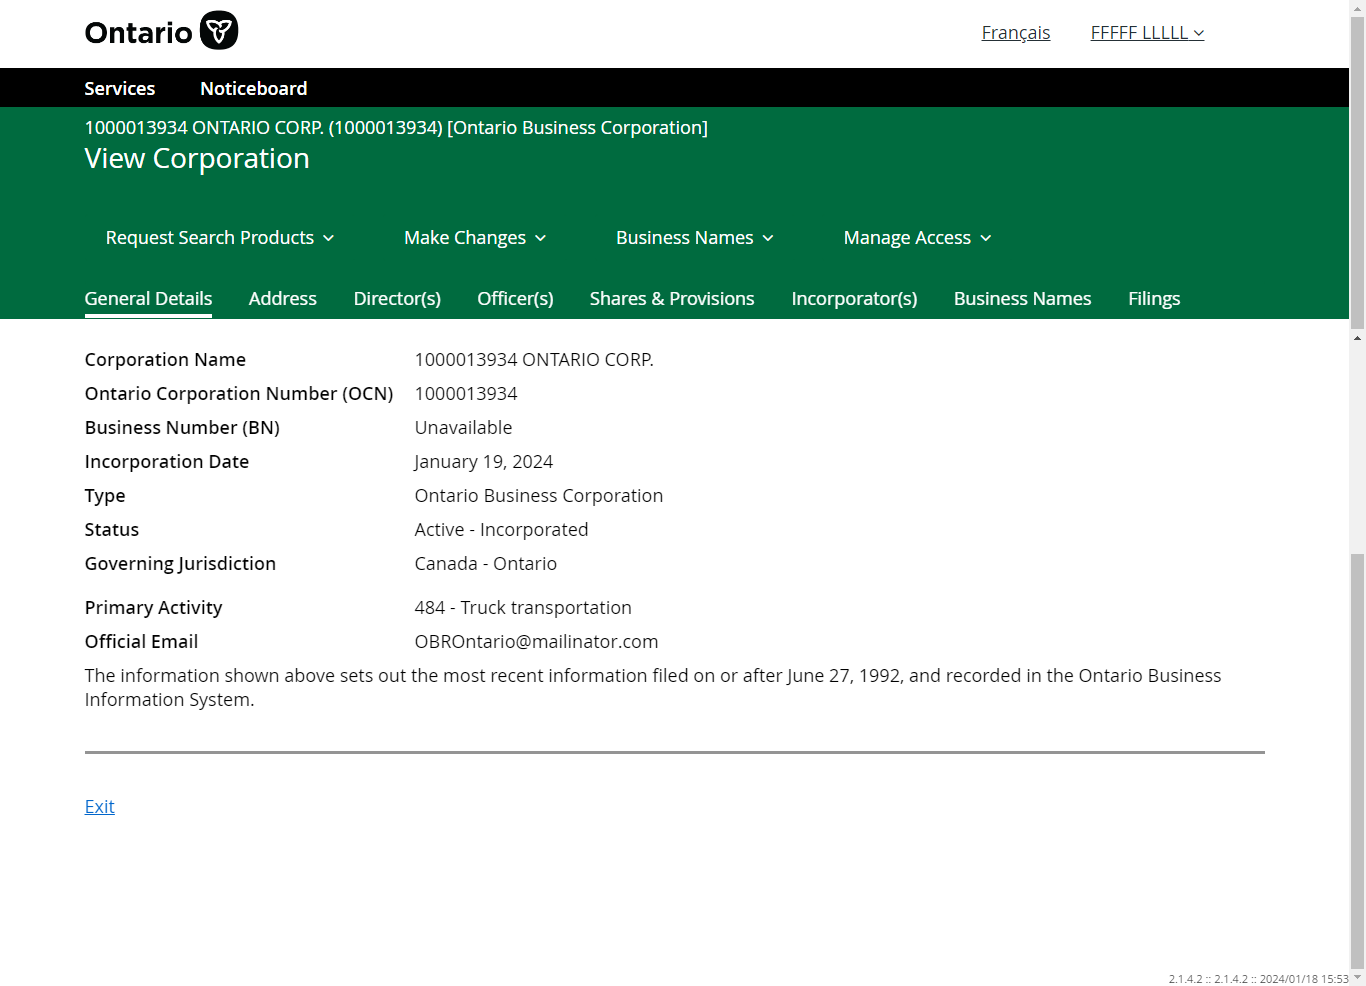 Ontario
Français FFFFF LLLLL
Services Noticeboard
1000013934 ONTARIO CORP. (1000013934) [Ontario Business Corporation]
View Corporation
Request Search Products Make Changes Business Names Manage Access
General Details Address Director(s) Officer(s) Shares & Provisions Incorporator(s) Business Names Filings
Corporation Name 1000013934 ONTARIO CORP.
Ontario Corporation Number (OCN) 1000013934
Business Number (BN) Unavailable
Incorporation Date January 19, 2024
Type Ontario Business Corporation
Status Active - Incorporated
Governing Jurisdiction Canada - Ontario
Primary Activity 484 - Truck transportation
Official Email OBROntario@mailinator.com
The information shown above sets out the most recent information filed on or after June 27, 1992, and recorded in the Ontario Business
Information System.
Exit
2.1.4.2 :: 2.1.4.2 :: 2024/01/18 15:53